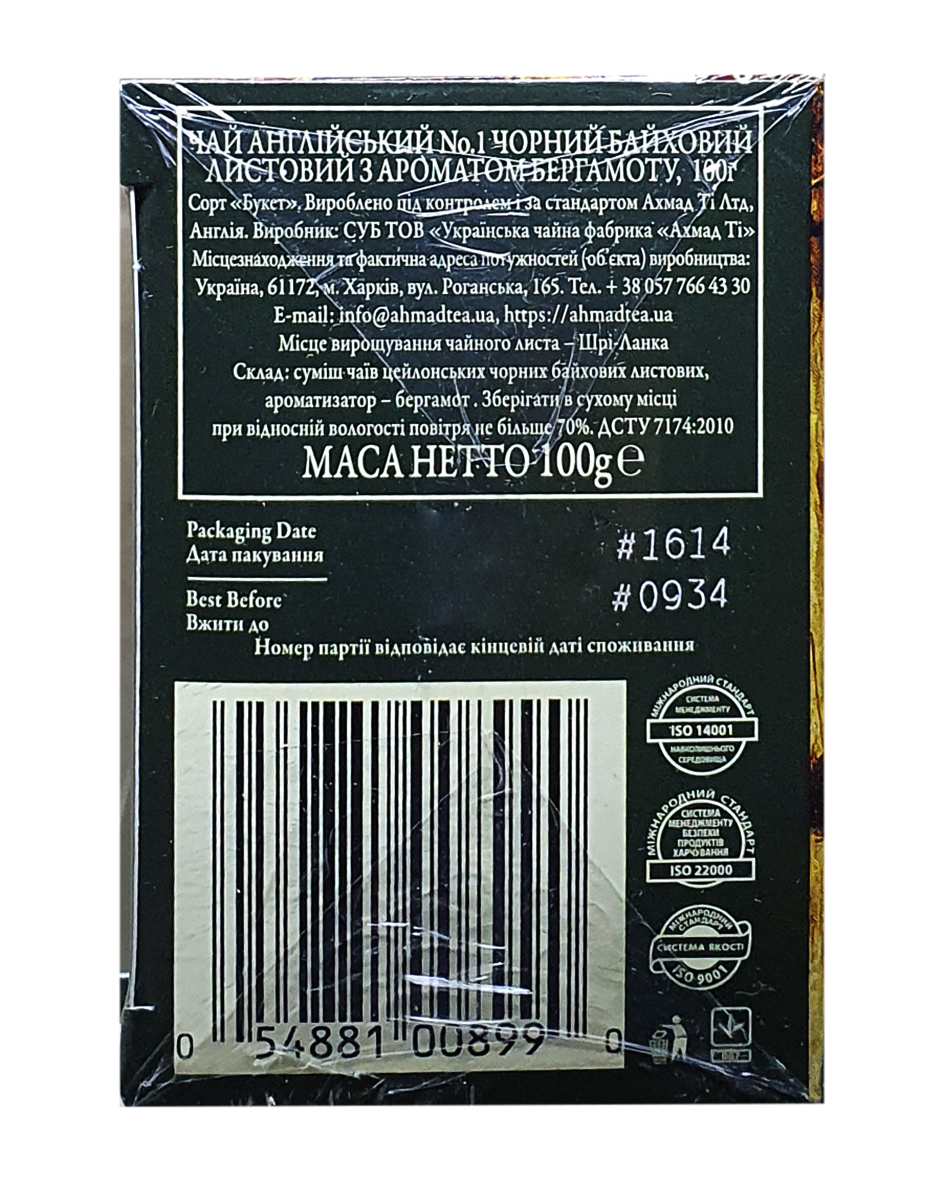 ЧАЙ АНГЛІЙСЬКИЙ No.1 ЧОРНИЙ БАЙХОВИЙ
ЛИСТОВИЙ З АРОМАТОМ БЕРГАМОТУ, 100г
Сорт «Букет». Вироблено під контролем і за стандартом Ахмад Ті Лтд,
Англія. Виробник: СУБ ТОВ «Українська чайна фабрика «Ахмад Ті»
Місцезнаходження та фактична адреса потужностей (об'єкта) виробництва:
Україна, 61172, м. Харків, вул. Роганська, 165. Тел. + 38 057 766 43 30
E-mail: info@ahmadtea.ua, https://ahmadtea.ua
Місце вирощування чайного листа – Шрі-Ланка
Склад: суміш чаїв цейлонських чорних байхових листових,
ароматизатор – бергамот . Зберігати в сухому місці
при відносній вологості повітря не більше 70%. ДСТУ 7174:2010
МАСА НЕТТО 100g ℮
Packaging Date
Дата пакування
#1614
Best Before
Вжити до
#0934
Номер партії відповідає кінцевій даті споживання
МІЖНАРОДНИЙ СТАНДАРТ
СИСТЕМА
МЕНЕДЖМЕНТУ
ISO 14001
НАВКОЛИШНЬОГО
СЕРЕДОВИЩА
МІЖНАРОДНИЙ СТАНДАРТ
СИСТЕМА
МЕНЕДЖМЕНТУ
БЕЗПЕКИ
ПРОДУКТІВ
ХАРЧУВАННЯ
ISO 22000
МІЖНАРОДНИЙ
СТАНДАРТ
СИСТЕМА ЯКОСТІ
ISO 9001
0 54881 00899 0